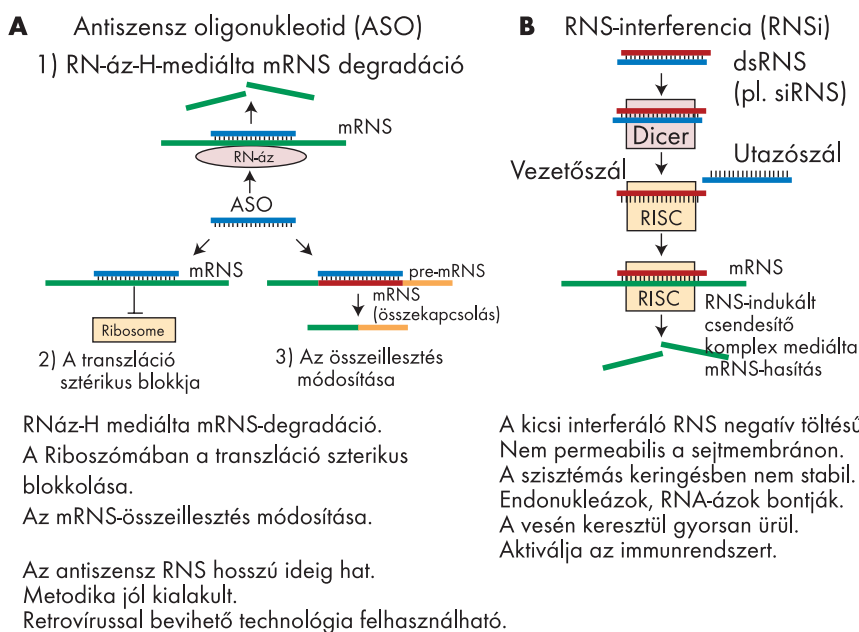 A Antiszensz oligonukleotid (ASO)
1) RN-áz-H-mediálta mRNS degradáció
mRNS
RN-áz
ASO
mRNS
Ribosome
2) A transzláció
sztérikus blokkja
pre-mRNS
mRNS
(összekapcsolás)
3) Az összeillesztés
módosítása
RNáz-H mediálta mRNS-degradáció.
A Riboszómában a transzláció szterikus
blokkolása.
Az mRNS-összeillesztés módosítása.
Az antiszensz RNS hosszú ideig hat.
Metodika jól kialakult.
Retrovírussal bevihető technológia felhasználható.
B RNS-interferencia (RNSi)
dsRNS
(pl. siRNS)
Dicer
Vezetőszál
Utazószál
RISC
mRNS
RISC
RNS-indukált
csendesítő
komplex mediálta
mRNS-hasítás
A kicsi interferáló RNS negatív töltésű
Nem permeabilis a sejtmembránon.
A szisztémás keringésben nem stabil.
Endonukleázok, RNA-ázok bontják.
A vesén keresztül gyorsan ürül.
Aktiválja az immunrendszert.